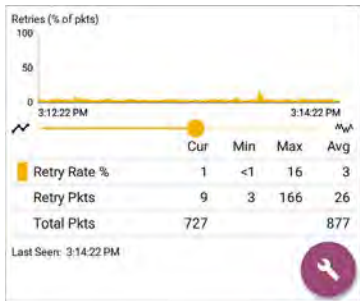 Retries (% of pkts)
100
50
0
3:12:22 PM 3:14:22 PM
Cur Min Max Avg
Retry Rate % 1 <1 16 3
Retry Pkts 9 3 166 26
Total Pkts 727 877
Last Seen: 3:14:22 PM